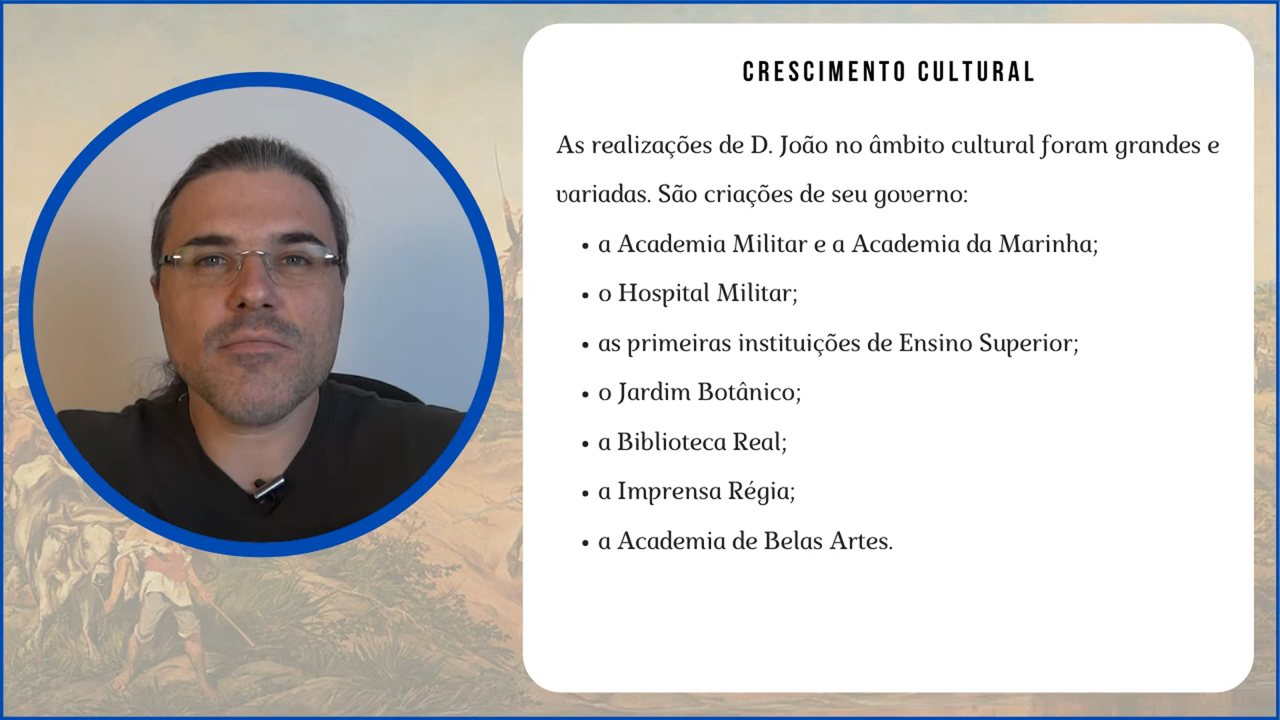 CRESCIMENTO CULTURAL
As realizações de D. João no âmbito cultural foram grandes e
variadas. São criações de seu governo:
• a Academia Militar e a Academia da Marinha;
• o Hospital Militar;
• as primeiras instituições de Ensino Superior;
• o Jardim Botânico;
• a Biblioteca Real;
• a Imprensa Régia;
• a Academia de Belas Artes.